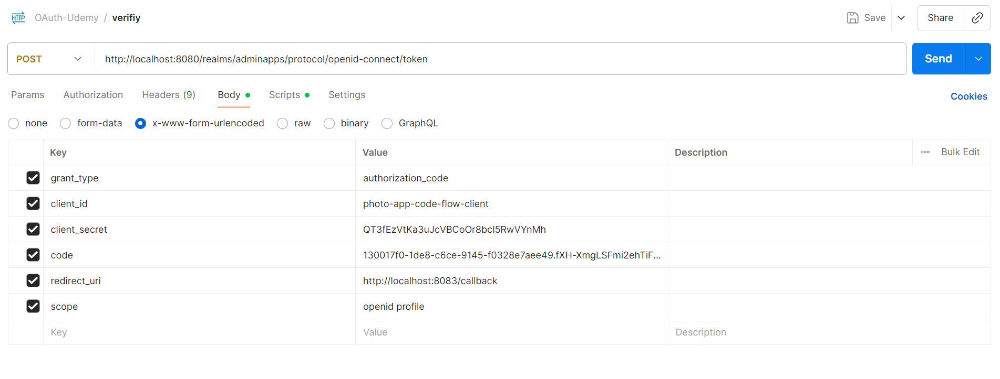 HTTP OAuth-Udemy / verifiy Save Share
POST http://localhost:8080/realms/adminapps/protocol/openid-connect/token Send
Params Authorization Headers (9) Body Scripts Settings Cookies
none form-data x-www-form-urlencoded raw binary GraphQL
Key Value Description Bulk Edit
grant_type authorization_code
client_id photo-app-code-flow-client
client_secret QT3fEzVtKa3uJcVBCoOr8bcl5RwVYnMh
code 130017f0-1de8-c6ce-9145-f0328e7aee49.fXH-XmgLSFmi2ehTiF...
redirect_uri http://localhost:8083/callback
scope openid profile
Key Value Description